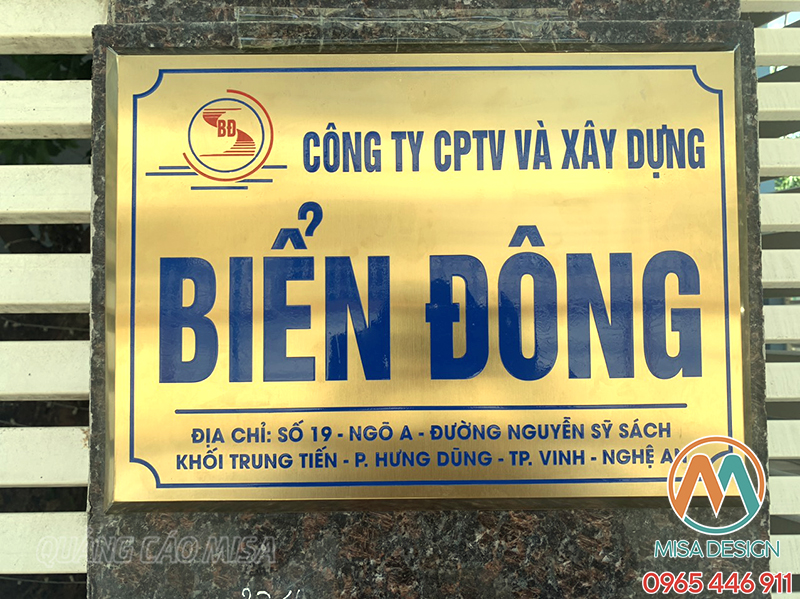 BĐ
CÔNG TY CPTV VÀ XÂY DỰNG
BIỂN ĐÔNG
ĐỊA CHỈ: SỐ 19 - NGÕ A - ĐƯỜNG NGUYỄN SỸ SÁCH
KHỐI TRUNG TIẾN - P. HƯNG DŨNG - TP. VINH - NGHỆ
QUẢNG CÁO MISA
MISA DESIGN
0965 446 911